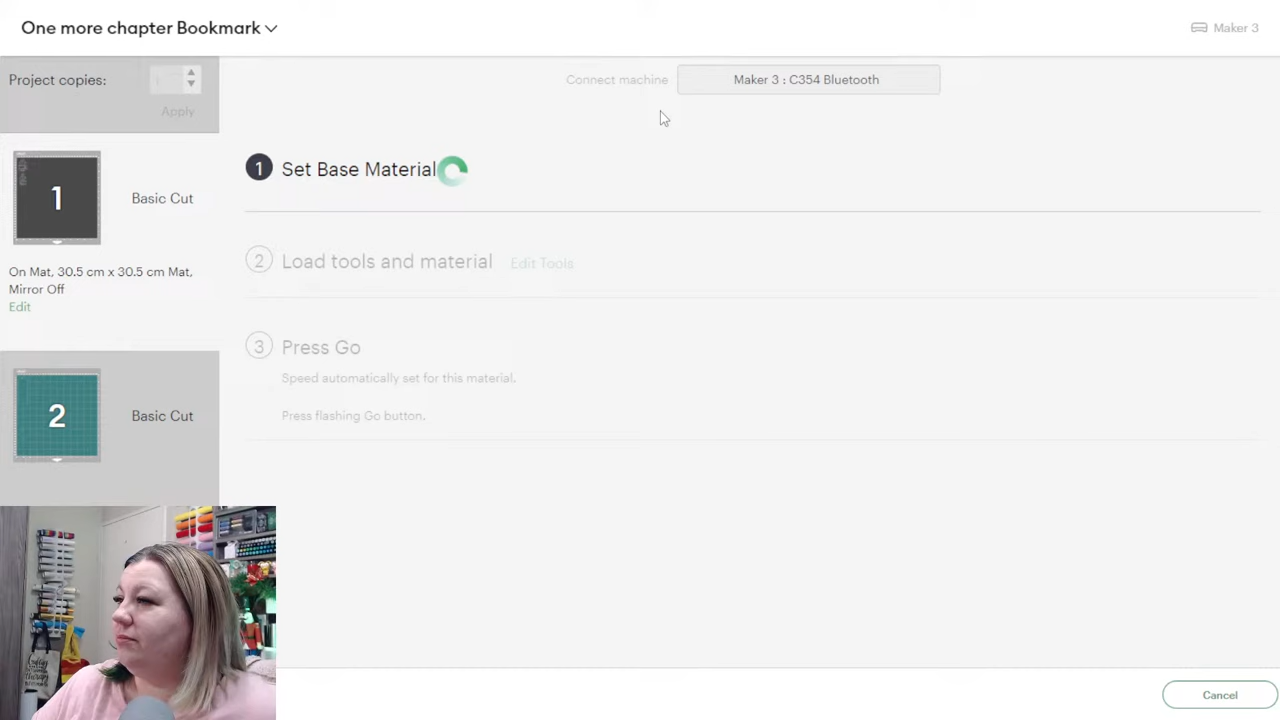 One more chapter Bookmark
Maker 3
Project copies:
Apply
Connect machine
Maker 3 : C354 Bluetooth
1
Basic Cut
On Mat, 30.5 cm x 30.5 cm Mat,
Mirror Off
Edit
2
Basic Cut
1 Set Base Material
2 Load tools and material Edit Tools
3 Press Go
Speed automatically set for this material.
Press flashing Go button.
Cancel